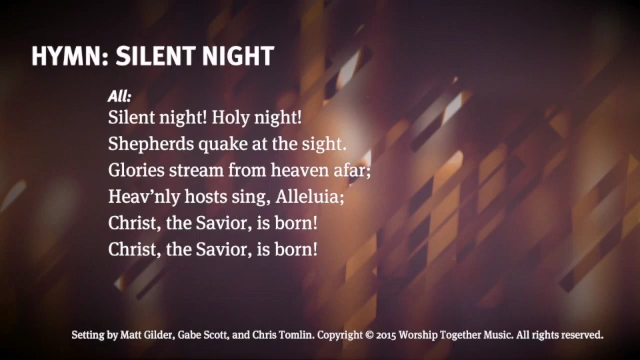 HYMN: SILENT NIGHT
All:
Silent night! Holy night!
Shepherds quake at the sight.
Glories stream from heaven afar;
Heav’nly hosts sing, Alleluia;
Christ, the Savior, is born!
Christ, the Savior, is born!
Setting by Matt Gilder, Gabe Scott, and Chris Tomlin. Copyright © 2015 Worship Together Music. All rights reserved.